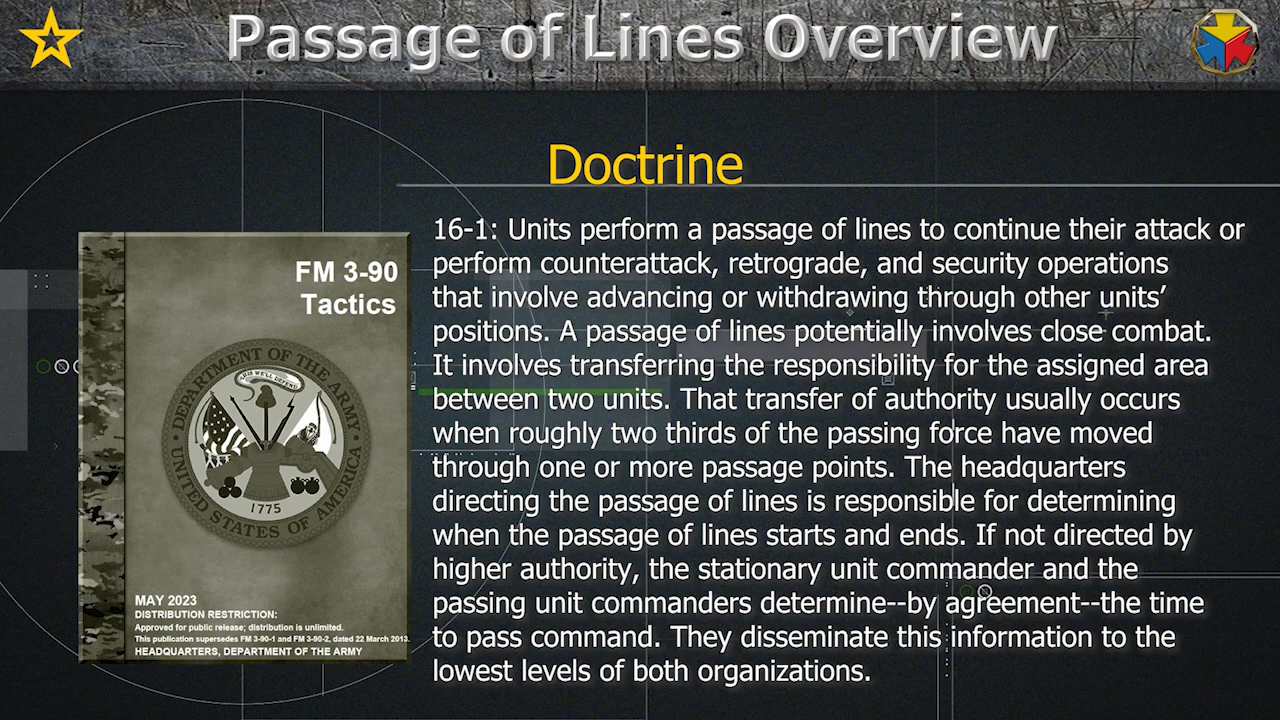 Passage of Lines Overview
Doctrine
16-1: Units perform a passage of lines to continue their attack or
perform counterattack, retrograde, and security operations
that involve advancing or withdrawing through other units’
positions. A passage of lines potentially involves close combat.
It involves transferring the responsibility for the assigned area
between two units. That transfer of authority usually occurs
when roughly two thirds of the passing force have moved
through one or more passage points. The headquarters
directing the passage of lines is responsible for determining
when the passage of lines starts and ends. If not directed by
higher authority, the stationary unit commander and the
passing unit commanders determine--by agreement--the time
to pass command. They disseminate this information to the
lowest levels of both organizations.
FM 3-90
Tactics
DEPARTMENT OF THE ARMY
THIS WE'LL DEFEND
1775
UNITED STATES OF AMERICA
MAY 2023
DISTRIBUTION RESTRICTION:
Approved for public release; distribution is unlimited.
This publication supersedes FM 3-90-1 and FM 3-90-2, dated 22 March 2013.
HEADQUARTERS, DEPARTMENT OF THE ARMY